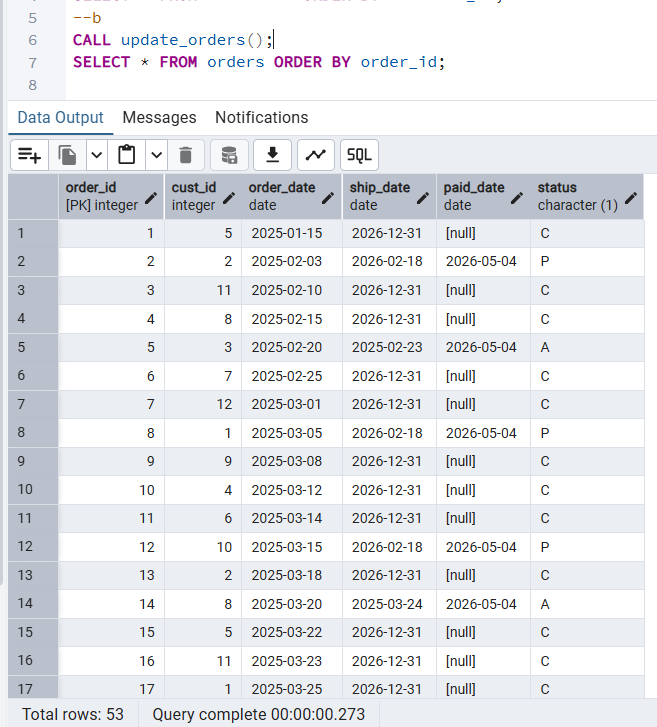 5 --b
6 CALL update_orders();
7 SELECT * FROM orders ORDER BY order_id;
8
Data Output Messages Notifications
SQL
order_id cust_id order_date ship_date paid_date status
[PK] integer integer date date date character (1)
1 1 5 2025-01-15 2026-12-31 [null] C
2 2 2 2025-02-03 2026-02-18 2026-05-04 P
3 3 11 2025-02-10 2026-12-31 [null] C
4 4 8 2025-02-15 2026-12-31 [null] C
5 5 3 2025-02-20 2025-02-23 2026-05-04 A
6 6 7 2025-02-25 2026-12-31 [null] C
7 7 12 2025-03-01 2026-12-31 [null] C
8 8 1 2025-03-05 2026-02-18 2026-05-04 P
9 9 9 2025-03-08 2026-12-31 [null] C
10 10 4 2025-03-12 2026-12-31 [null] C
11 11 6 2025-03-14 2026-12-31 [null] C
12 12 10 2025-03-15 2026-02-18 2026-05-04 P
13 13 2 2025-03-18 2026-12-31 [null] C
14 14 8 2025-03-20 2025-03-24 2026-05-04 A
15 15 5 2025-03-22 2026-12-31 [null] C
16 16 11 2025-03-23 2026-12-31 [null] C
17 17 1 2025-03-25 2026-12-31 [null] C
Total rows: 53 Query complete 00:00:00.273